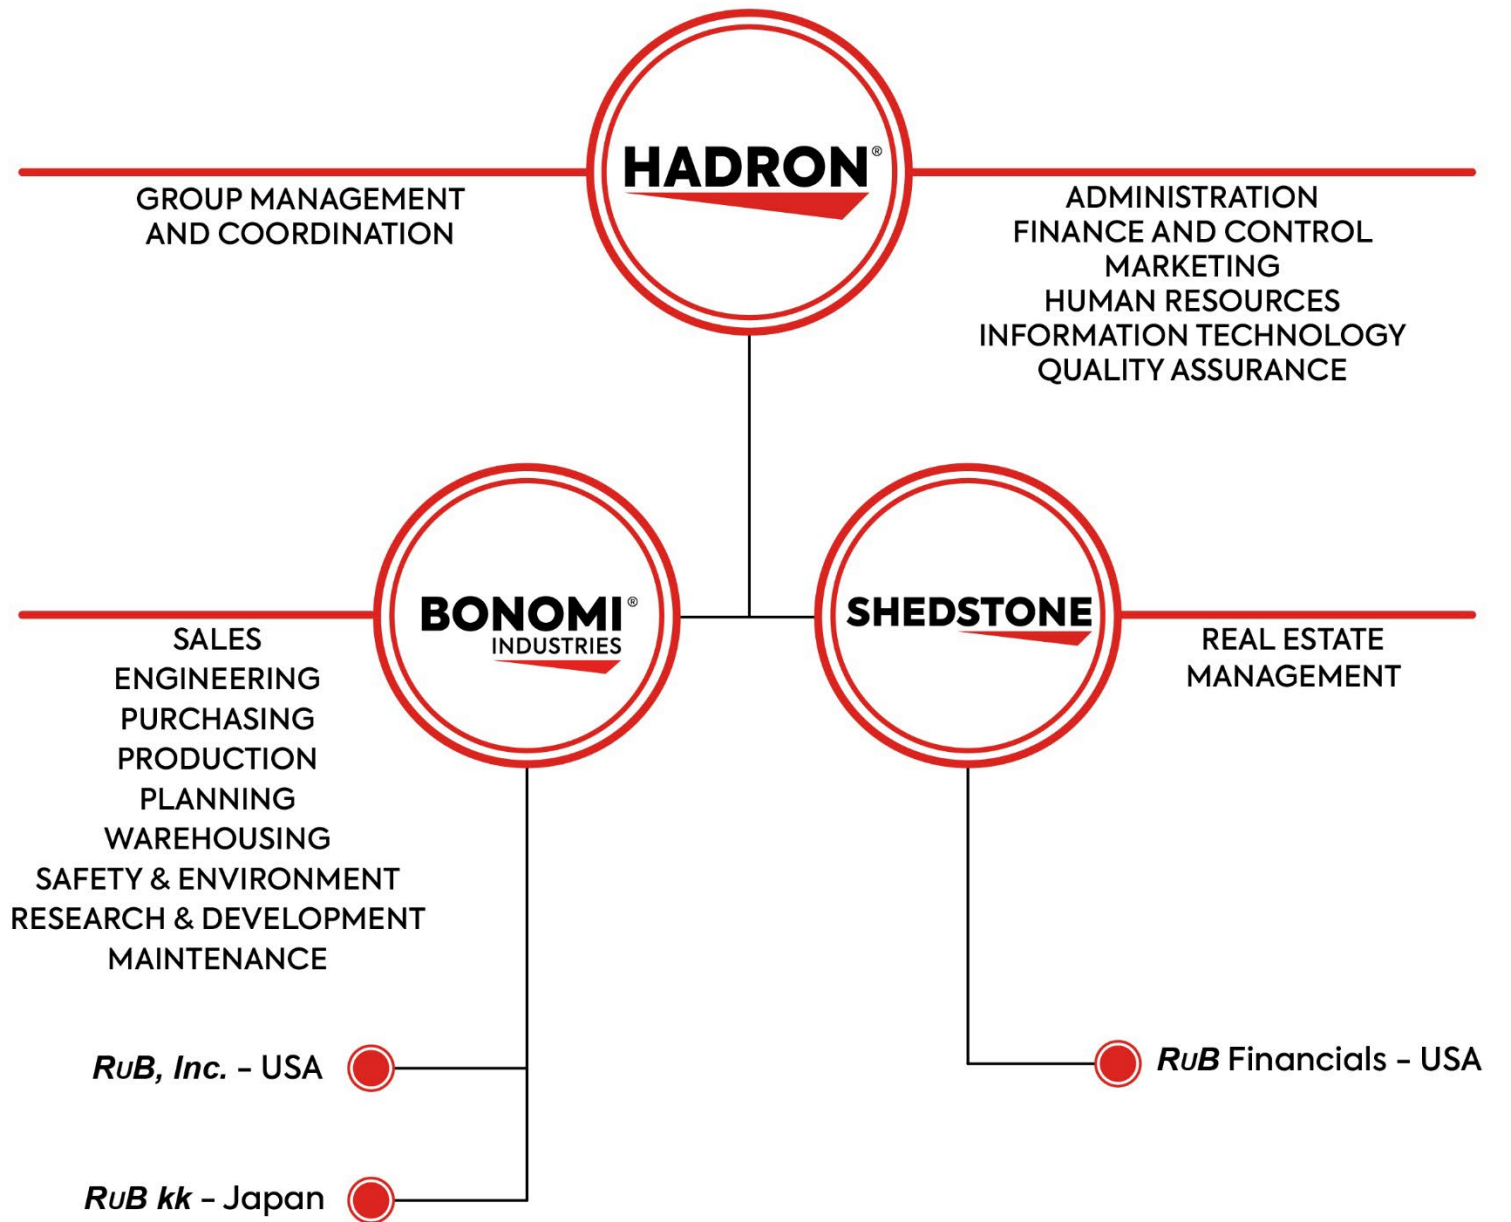 HADRON®
GROUP MANAGEMENT
AND COORDINATION
ADMINISTRATION
FINANCE AND CONTROL
MARKETING
HUMAN RESOURCES
INFORMATION TECHNOLOGY
QUALITY ASSURANCE
BONOMI®
INDUSTRIES
SALES
ENGINEERING
PURCHASING
PRODUCTION
PLANNING
WAREHOUSING
SAFETY & ENVIRONMENT
RESEARCH & DEVELOPMENT
MAINTENANCE
SHEDSTONE
REAL ESTATE
MANAGEMENT
RuB, Inc. – USA
RuB kk – Japan
RuB Financials – USA